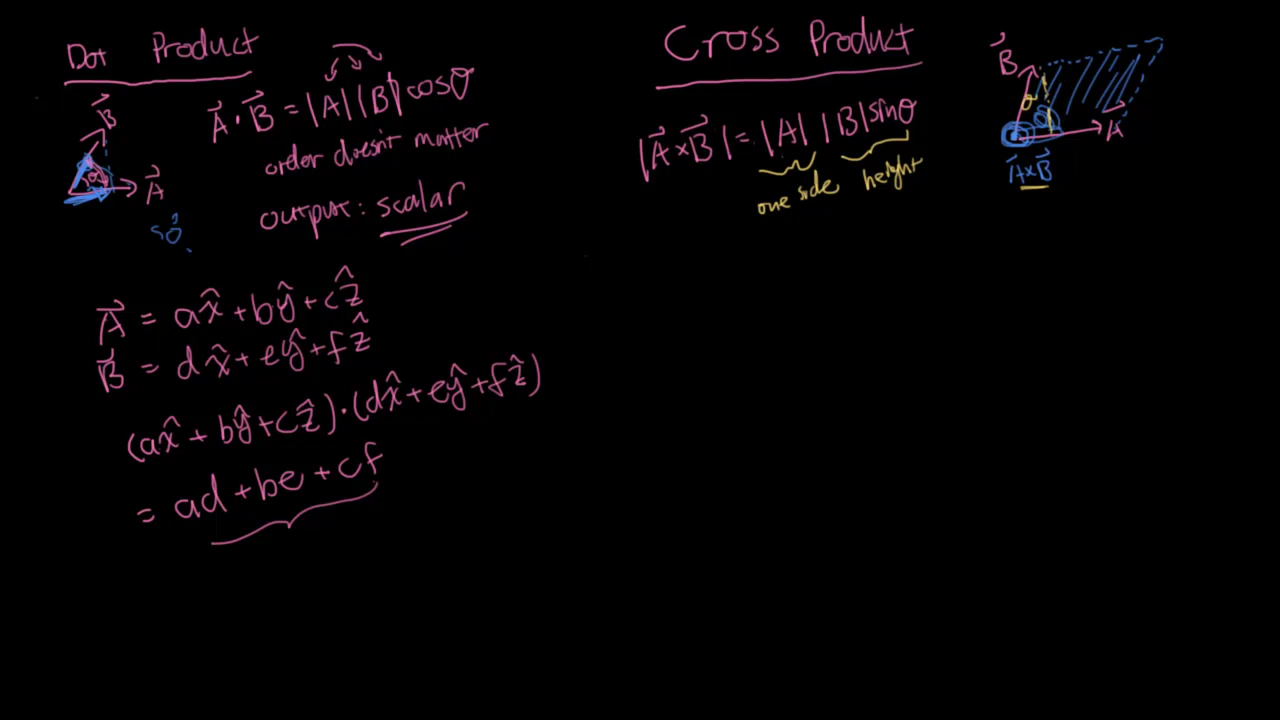 Dot Product
B⃗
A⃗ · B⃗ = |A| |B| cosθ
order doesn't matter
θ
A⃗
output: scalar
A⃗ = ax̂ + bŷ + cẑ
B⃗ = dx̂ + eŷ + fẑ
(ax̂ + bŷ + cẑ) · (dx̂ + eŷ + fẑ)
= ad + be + cf
Cross Product
B⃗
|A⃗ × B⃗| = |A| |B| sinθ
θ
A⃗
one side height
A⃗×B⃗